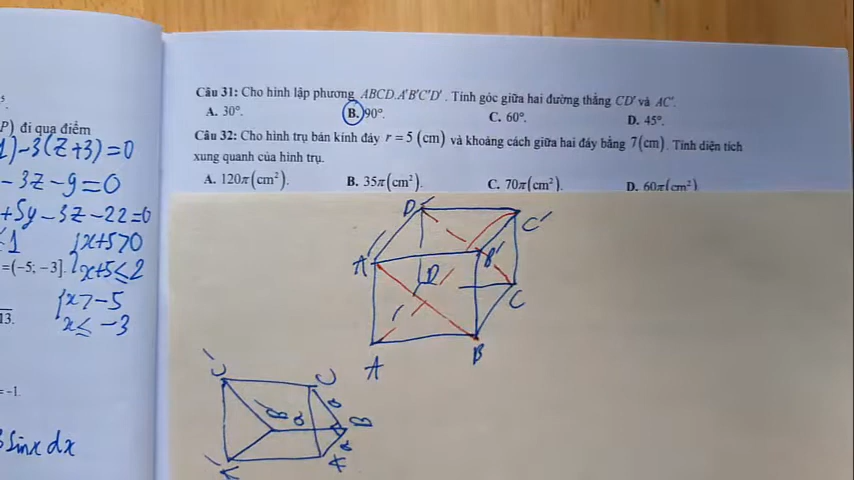 P) đi qua điểm
1)-3(z+3)=0
-3z-9=0
+5y-3z-22=0
{x+5>0
=(-5;-3]. {x+5≤2
{x>-5
x≤-3
13.
=-1
sinx dx
Câu 31: Cho hình lập phương ABCD.A'B'C'D'. Tính góc giữa hai đường thẳng CD' và AC'.
A. 30°. B. 90°. C. 60°. D. 45°.
Câu 32: Cho hình trụ bán kính đáy r = 5 (cm) và khoảng cách giữa hai đáy bằng 7(cm). Tính diện tích
xung quanh của hình trụ.
A. 120π(cm²). B. 35π(cm²). C. 70π(cm²). D. 60π(cm²)
D' C'
A' B'
D
C
A B
C' C
B' a B
a
A' A